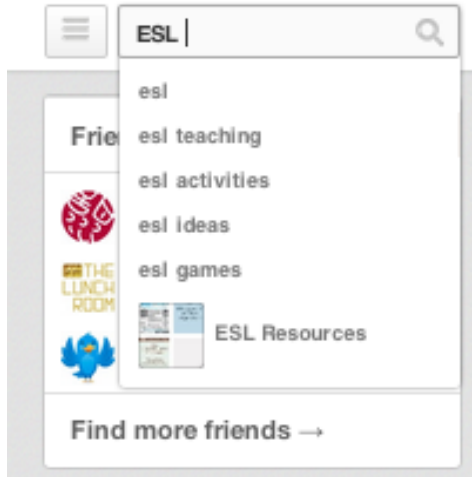 ESL
Frie
esl
esl teaching
esl activities
esl ideas
esl games
THE
LUNCH
ROOM
ESL Resources
Find more friends →